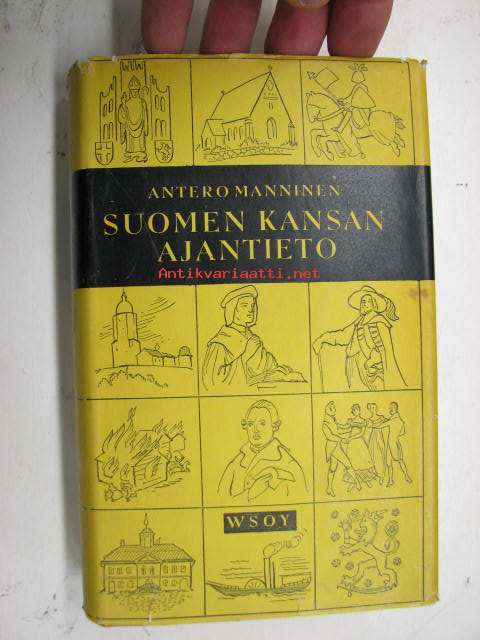 ANTERO MANNINEN
SUOMEN KANSAN
AJANTIETO
Antikvariaatti.net
WSOY